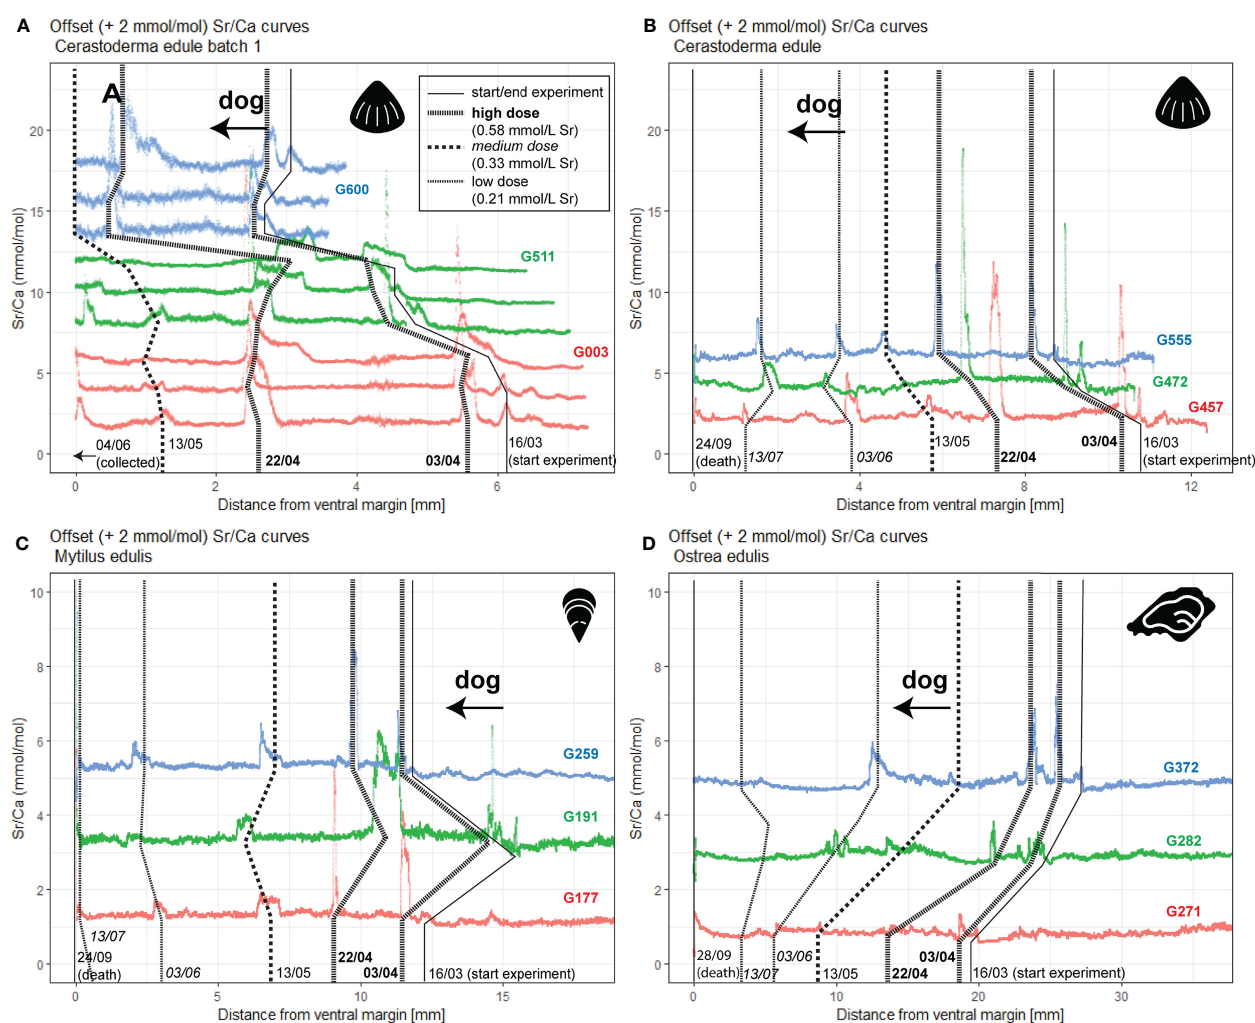 A
Offset (+ 2 mmol/mol) Sr/Ca curves
Cerastoderma edule batch 1
Sr/Ca (mmol/mol)
20
15
10
5
0
A
dog
start/end experiment
high dose
(0.58 mmol/L Sr)
medium dose
(0.33 mmol/L Sr)
low dose
(0.21 mmol/L Sr)
G600
G511
G003
04/06
(collected)
13/05
22/04
03/04
16/03
(start experiment)
0 2 4 6
Distance from ventral margin [mm]
B
Offset (+ 2 mmol/mol) Sr/Ca curves
Cerastoderma edule
Sr/Ca (mmol/mol)
20
15
10
5
0
dog
G555
G472
G457
24/09
(death)
13/07
03/06
13/05
22/04
03/04
16/03
(start experiment)
0 4 6 8 12
Distance from ventral margin [mm]
C
Offset (+ 2 mmol/mol) Sr/Ca curves
Mytilus edulis
Sr/Ca (mmol/mol)
10
8
6
4
2
0
dog
G259
G191
G177
13/07
24/09
(death)
03/06
13/05
22/04
03/04
16/03 (start experiment)
0 5 10 15
Distance from ventral margin [mm]
D
Offset (+ 2 mmol/mol) Sr/Ca curves
Ostrea edulis
Sr/Ca (mmol/mol)
10
8
6
4
2
0
dog
G372
G282
G271
28/09
(death)
13/07
03/06
13/05
22/04
03/04
16/03 (start experiment)
0 10 20 30
Distance from ventral margin [mm]